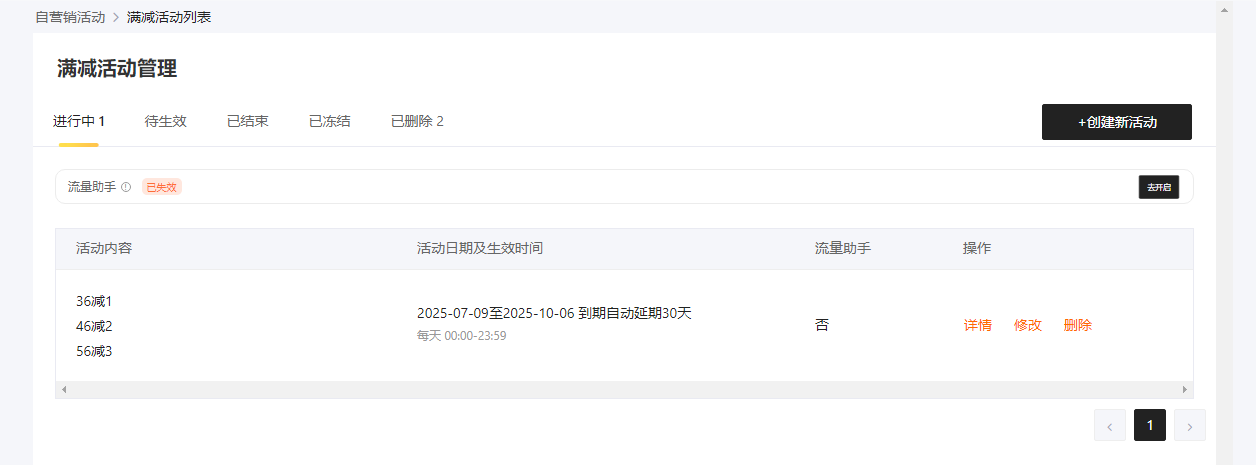 自营销活动 > 满减活动列表
满减活动管理
进行中 1 待生效 已结束 已冻结 已删除 2 +创建新活动
流量助手 已失效 去开启
活动内容 活动日期及生效时间 流量助手 操作
36减1
46减2
56减3
2025-07-09至2025-10-06 到期自动延期30天
每天 00:00-23:59
否
详情 修改 删除
1